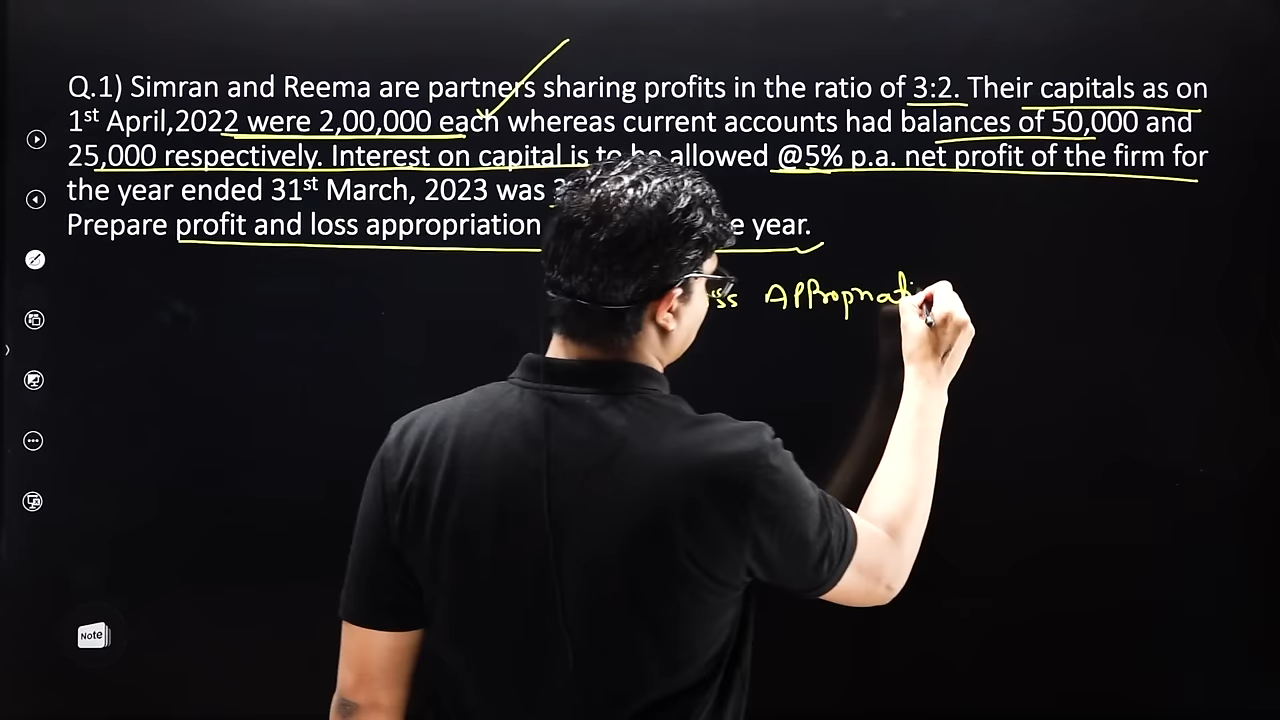 Q.1) Simran and Reema are partners sharing profits in the ratio of 3:2. Their capitals as on
1st April,2022 were 2,00,000 each whereas current accounts had balances of 50,000 and
25,000 respectively. Interest on capital is to be allowed @5% p.a. net profit of the firm for
the year ended 31st March, 2023 was
Prepare profit and loss appropriation year.
Note